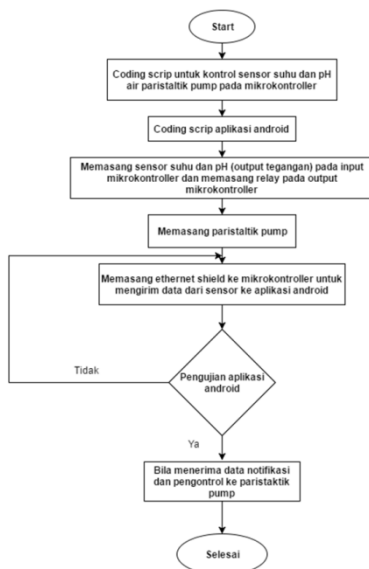 Start
Coding scrip untuk kontrol sensor suhu dan pH
air paristaltik pump pada mikrokontroller
Coding scrip aplikasi android
Memasang sensor suhu dan pH (output tegangan) pada input
mikrokontroller dan memasang relay pada output
mikrokontroller
Memasang paristaltik pump
Memasang ethernet shield ke mikrokontroller untuk
mengirim data dari sensor ke aplikasi android
Tidak
Pengujian aplikasi
android
Ya
Bila menerima data notifikasi
dan pengontrol ke paristaktik
pump
Selesai